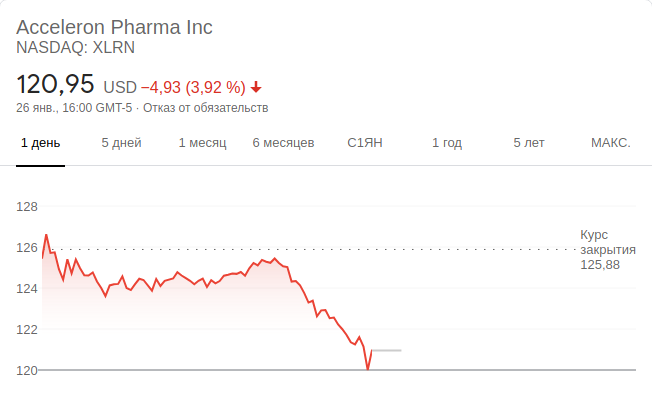 Acceleron Pharma Inc
NASDAQ: XLRN
120,95 USD −4,93 (3,92 %)
26 янв., 16:00 GMT-5 · Отказ от обязательств
1 день 5 дней 1 месяц 6 месяцев С1ЯН 1 год 5 лет МАКС.
128
126
124
122
120
Курс
закрытия
125,88